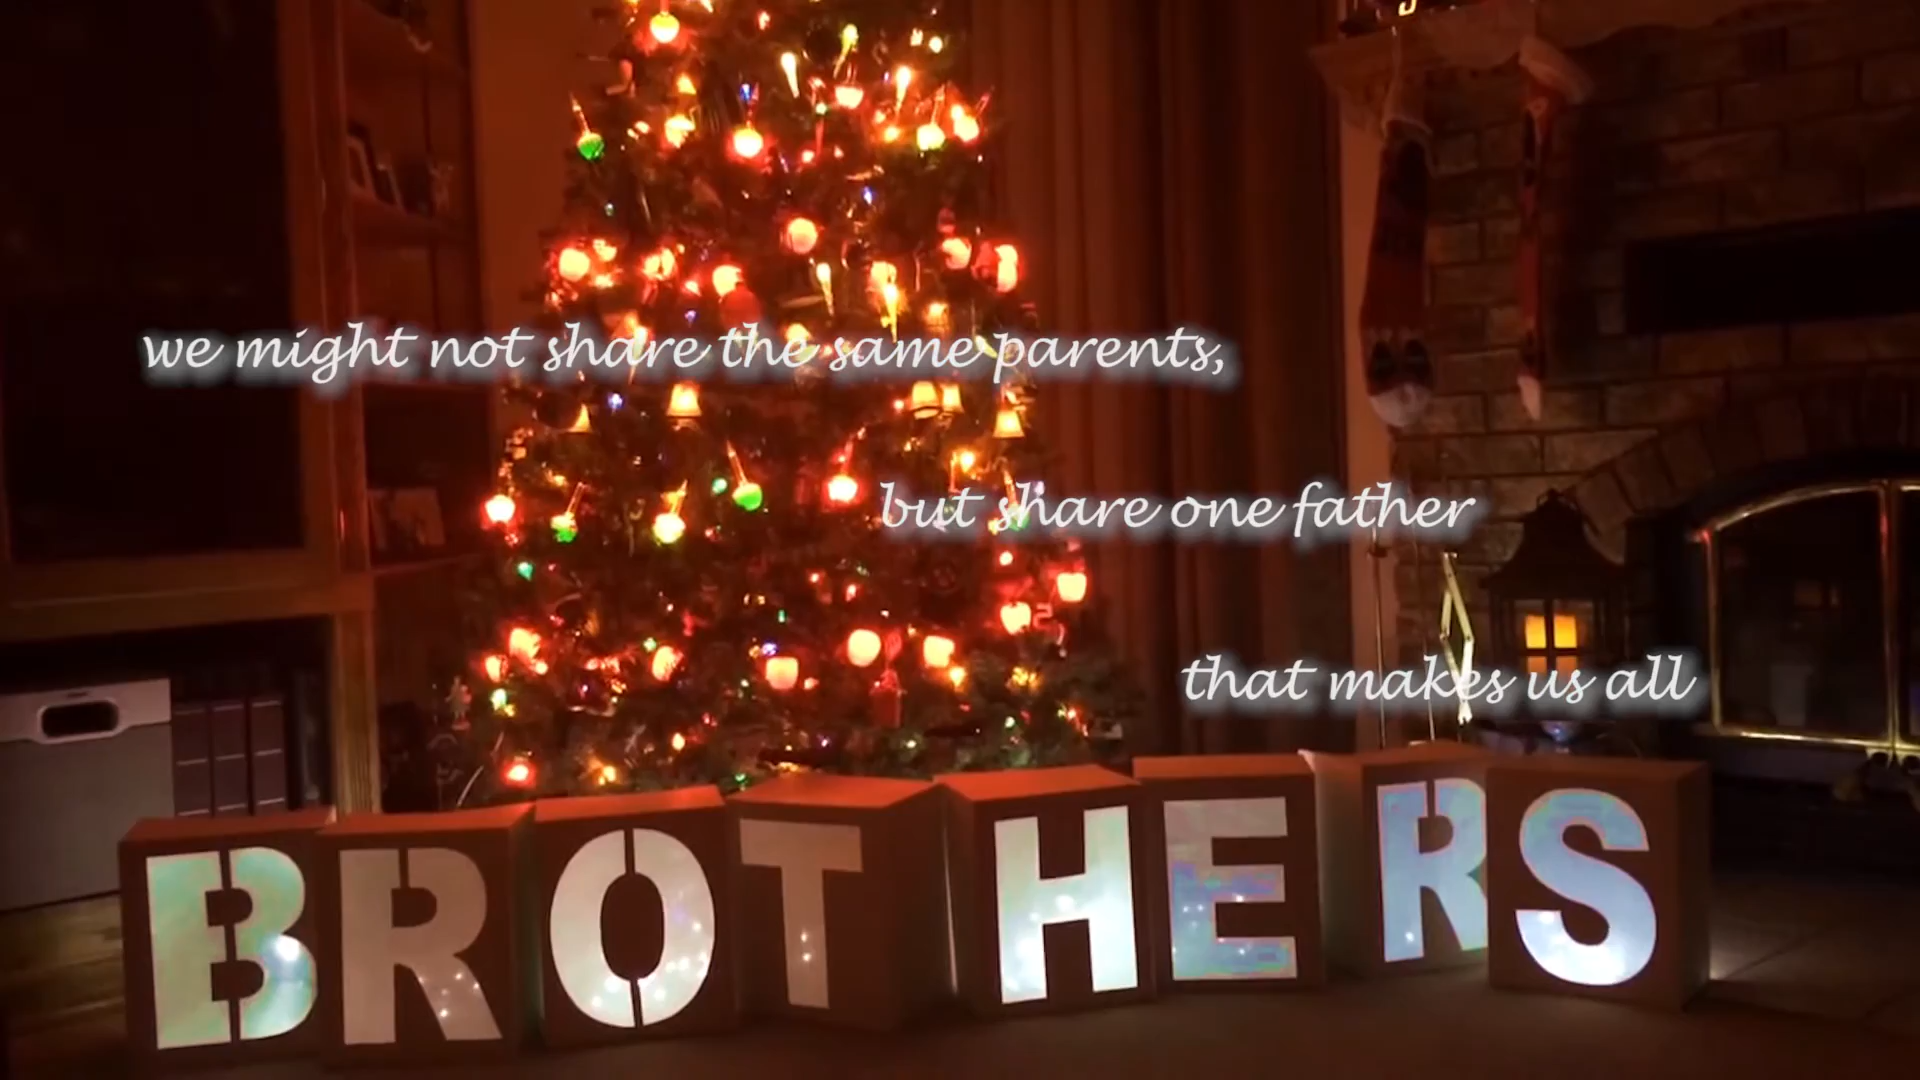 we might not share the same parents,
but share one father
that makes us all
BROTHERS